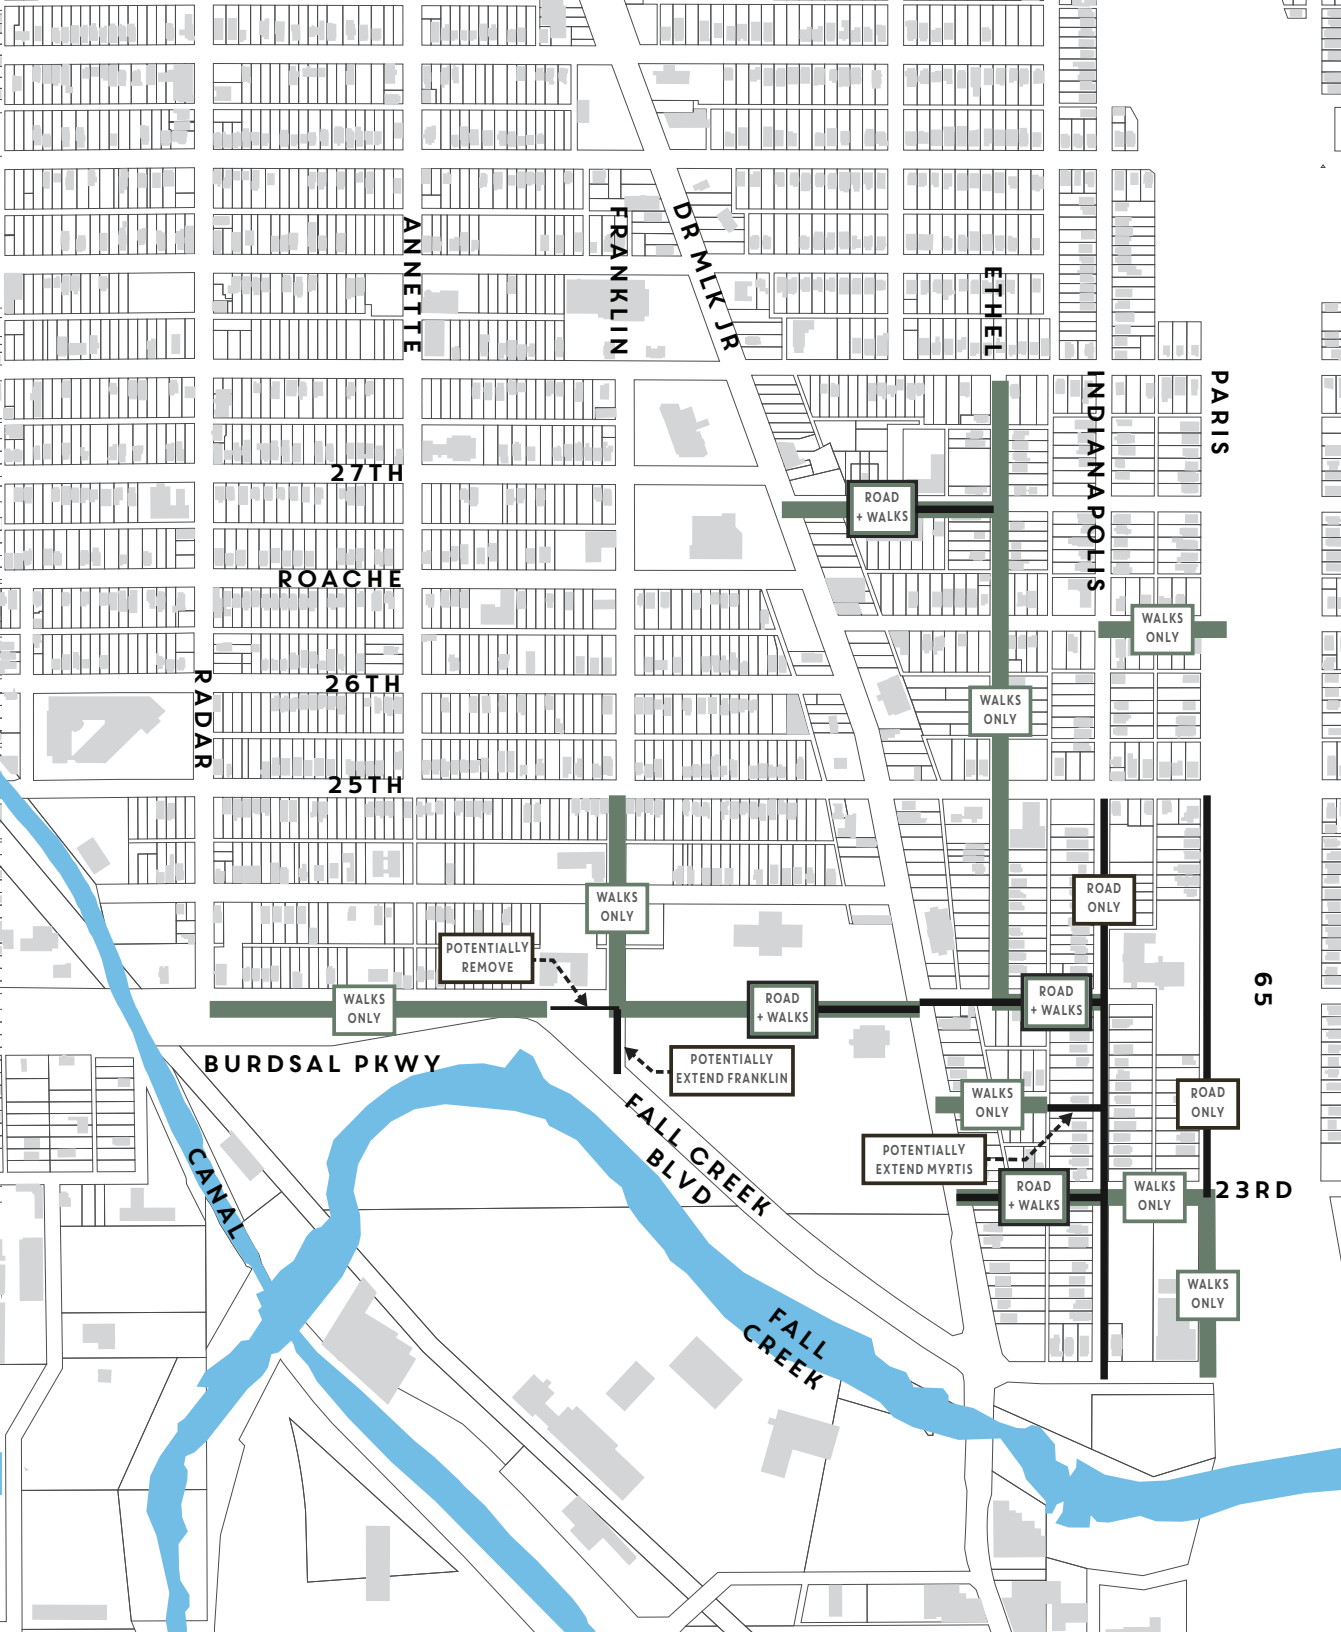 ANNETTE
FRANKLIN
DR MLK JR
ETHEL
INDIANAPOLIS
PARIS
27TH
ROAD
+ WALKS
ROACHE
WALKS
ONLY
RADAR
26TH
WALKS
ONLY
25TH
WALKS
ONLY
ROAD
ONLY
POTENTIALLY
REMOVE
WALKS
ONLY
ROAD
+ WALKS
ROAD
+ WALKS
65
BURDSAL PKWY
POTENTIALLY
EXTEND FRANKLIN
WALKS
ONLY
ROAD
ONLY
FALL CREEK
BLVD
POTENTIALLY
EXTEND MYRTIS
CANAL
ROAD
+ WALKS
WALKS
ONLY
23RD
WALKS
ONLY
FALL
CREEK